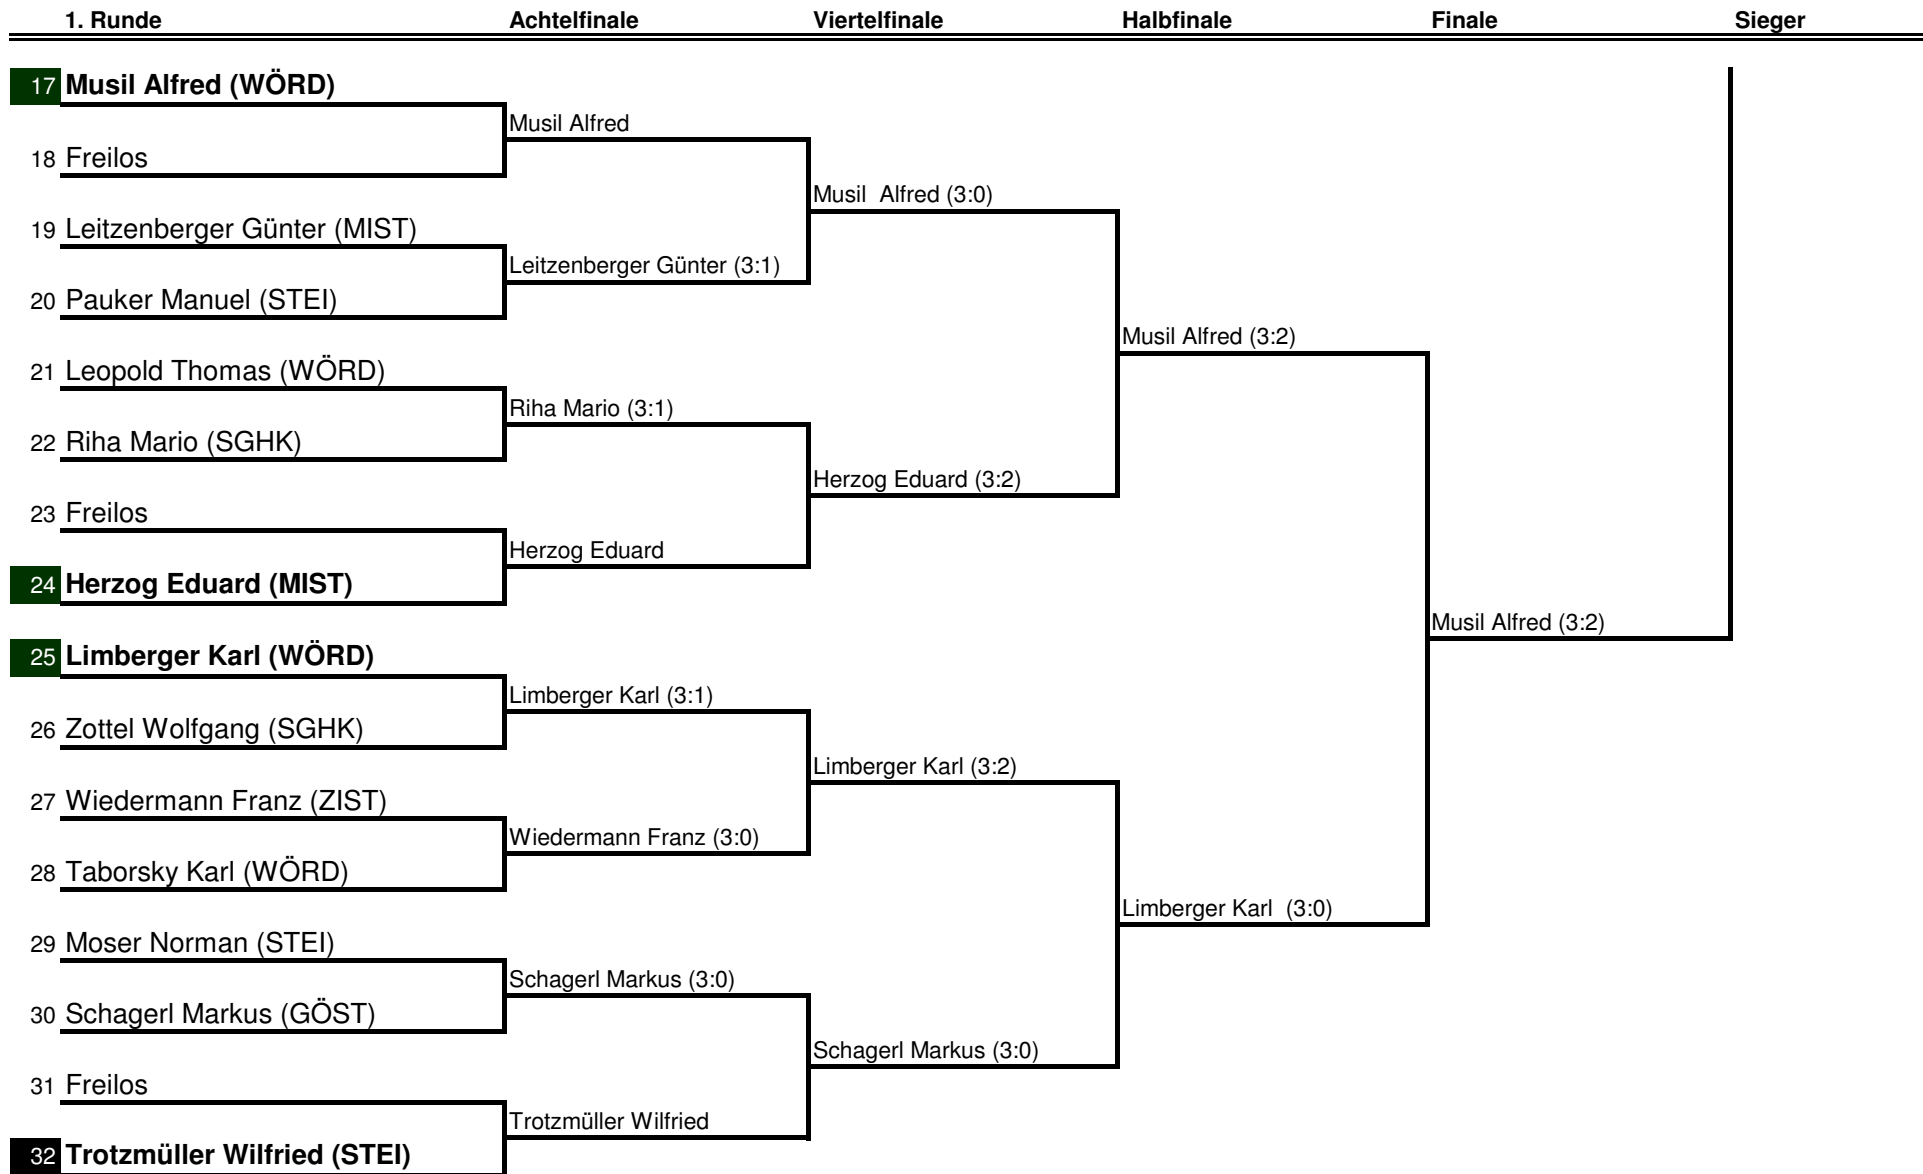 1. Runde Achtelfinale Viertelfinale Halbfinale Finale Sieger
17 Musil Alfred (WÖRD)
Musil Alfred
18 Freilos
Musil  Alfred (3:0)
19 Leitzenberger Günter (MIST)
Leitzenberger Günter (3:1)
20 Pauker Manuel (STEI)
Musil Alfred (3:2)
21 Leopold Thomas (WÖRD)
Riha Mario (3:1)
22 Riha Mario (SGHK)
Herzog Eduard (3:2)
23 Freilos
Herzog Eduard
24 Herzog Eduard (MIST)
Musil Alfred (3:2)
25 Limberger Karl (WÖRD)
Limberger Karl (3:1)
26 Zottel Wolfgang (SGHK)
Limberger Karl (3:2)
27 Wiedermann Franz (ZIST)
Wiedermann Franz (3:0)
28 Taborsky Karl (WÖRD)
Limberger Karl  (3:0)
29 Moser Norman (STEI)
Schagerl Markus (3:0)
30 Schagerl Markus (GÖST)
Schagerl Markus (3:0)
31 Freilos
Trotzmüller Wilfried
32 Trotzmüller Wilfried (STEI)